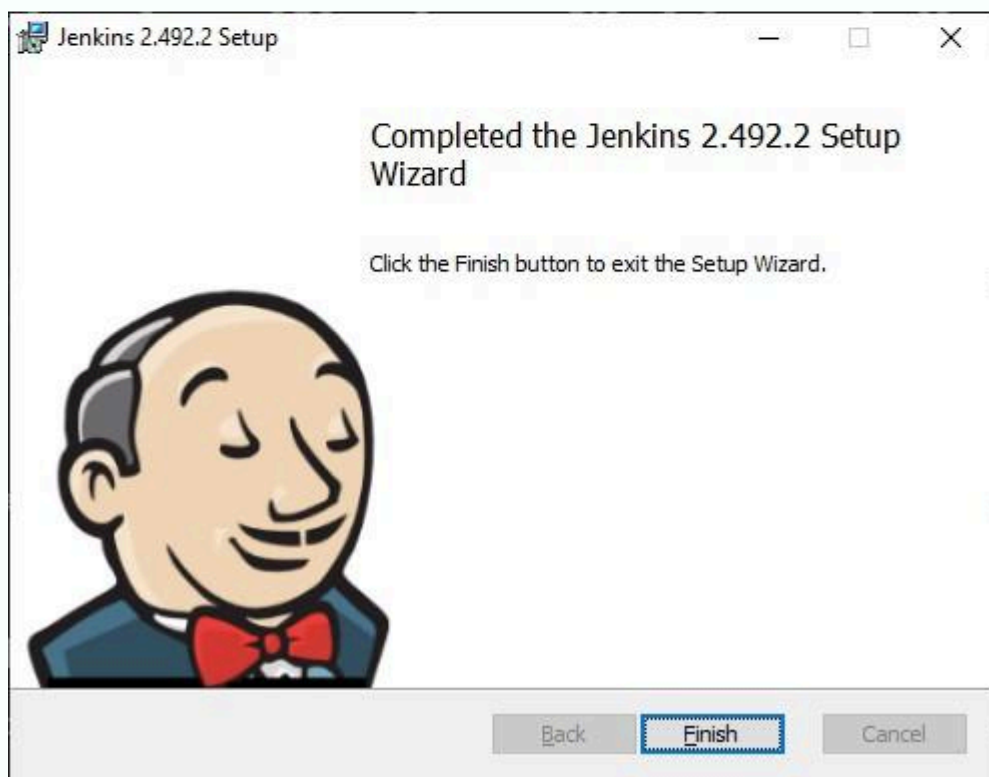 Jenkins 2.492.2 Setup
Completed the Jenkins 2.492.2 Setup
Wizard
Click the Finish button to exit the Setup Wizard.
Back
Finish
Cancel